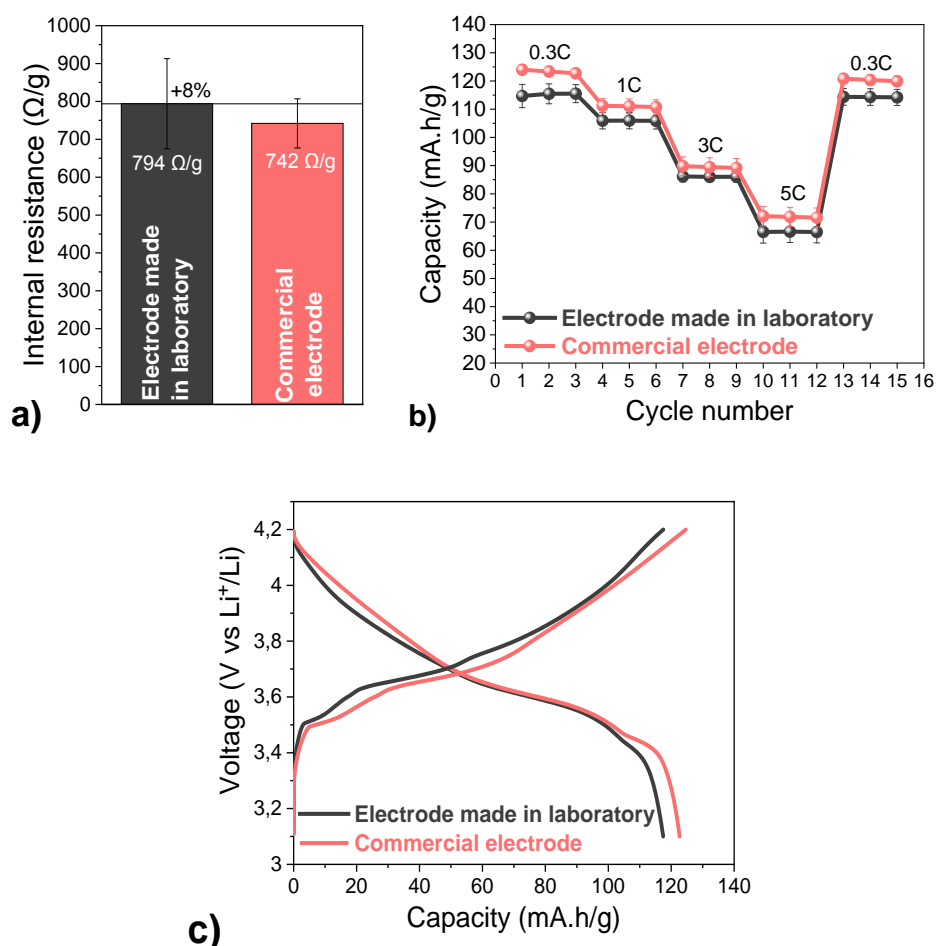 1000
900
800
700
600
500
400
300
200
100
0
Internal resistance (Ω/g)
+8%
794 Ω/g
742 Ω/g
Electrode made
in laboratory
Commercial
electrode
a)
140
130
120
110
100
90
80
70
60
50
40
30
20
Capacity (mA.h/g)
0.3C
1C
3C
5C
0.3C
Electrode made in laboratory
Commercial electrode
1 2 3 4 5 6 7 8 9 10 11 12 13 14 15 16
Cycle number
b)
4,2
4
3,8
3,6
3,4
3,2
3
Voltage (V vs Li⁺/Li)
Electrode made in laboratory
Commercial electrode
0 20 40 60 80 100 120 140
Capacity (mA.h/g)
c)